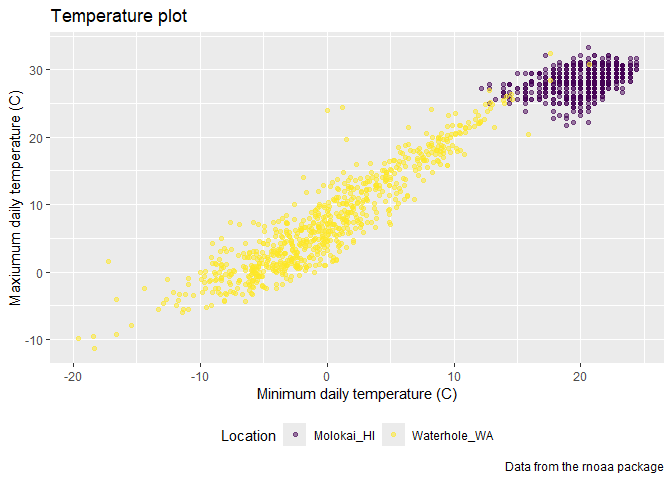 Temperature plot
Maxiumum daily temperature (C)
30
20
10
0
-10
-20
-10
0
10
20
Minimum daily temperature (C)
Location
Molokai_HI
Waterhole_WA
Data from the rnoaa package